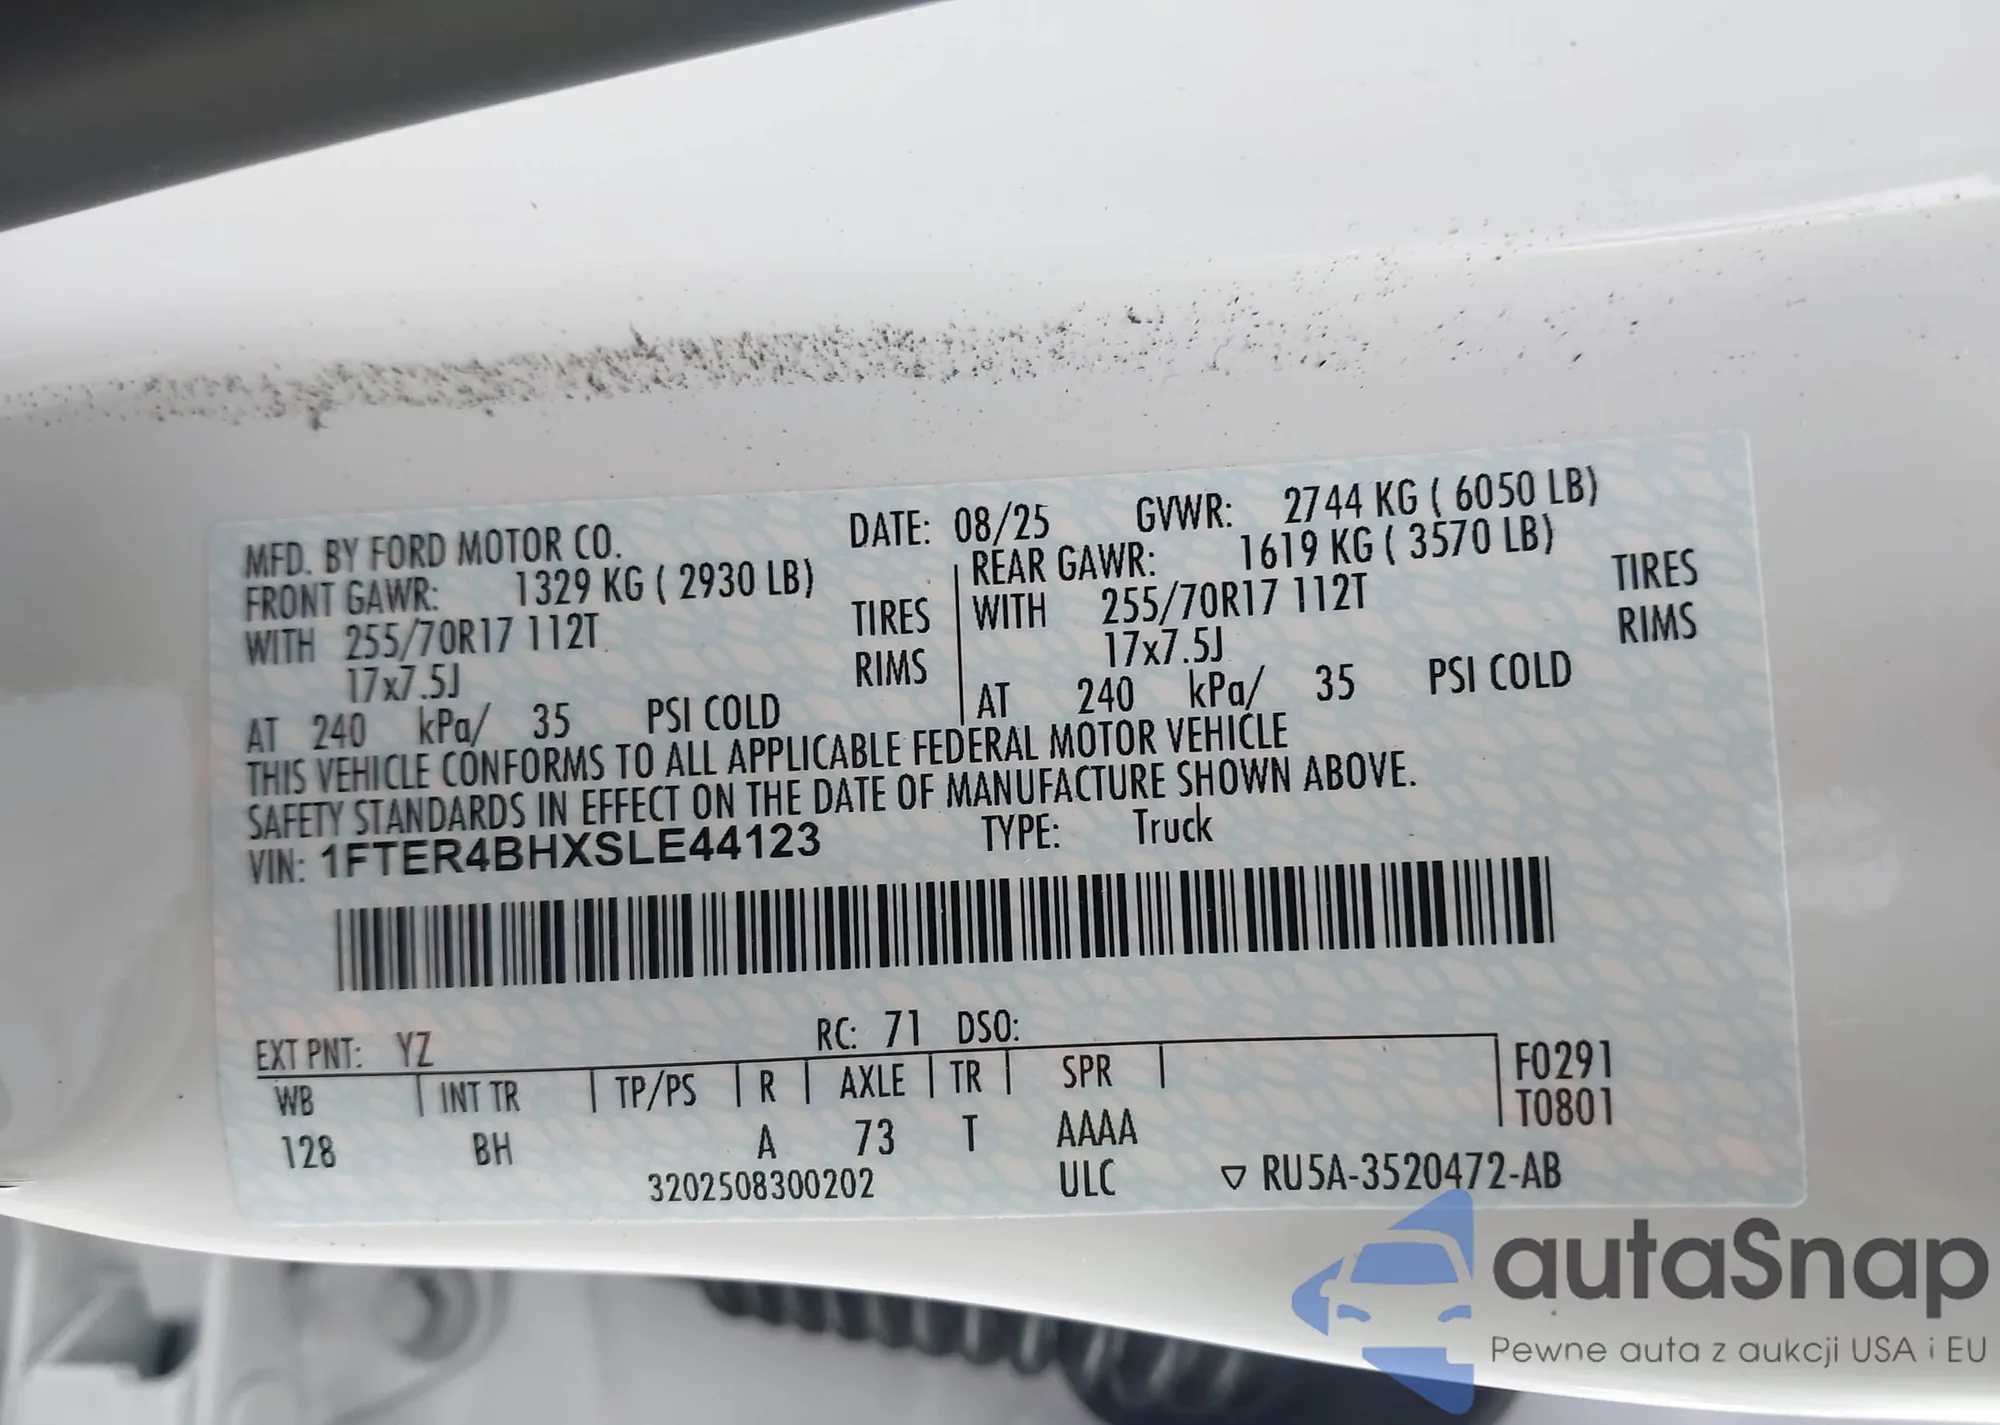 MFD. BY FORD MOTOR CO. DATE: 08/25 GVWR: 2744 KG ( 6050 LB)
FRONT GAWR: 1329 KG ( 2930 LB) REAR GAWR: 1619 KG ( 3570 LB)
WITH 255/70R17 112T TIRES WITH 255/70R17 112T TIRES
17x7.5J RIMS 17x7.5J RIMS
AT 240 kPa/ 35 PSI COLD AT 240 kPa/ 35 PSI COLD
THIS VEHICLE CONFORMS TO ALL APPLICABLE FEDERAL MOTOR VEHICLE
SAFETY STANDARDS IN EFFECT ON THE DATE OF MANUFACTURE SHOWN ABOVE.
VIN: 1FTER4BHXSLE44123 TYPE: Truck
EXT PNT: YZ RC: 71 DSO:
WB INT TR TP/PS R AXLE TR SPR F0291
T0801
128 BH A 73 T AAAA
3202508300202 ULC ▽ RU5A-3520472-AB
autaSnap
Pewne auta z aukcji USA i EU